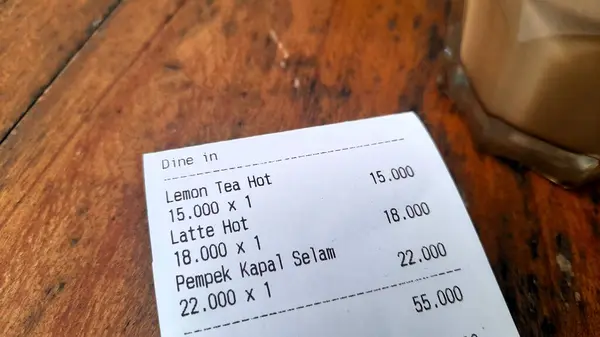 Dine in
Lemon Tea Hot
15.000 x 1 15.000
Latte Hot
18.000 x 1 18.000
Pempek Kapal Selam
22.000 x 1 22.000
55.000